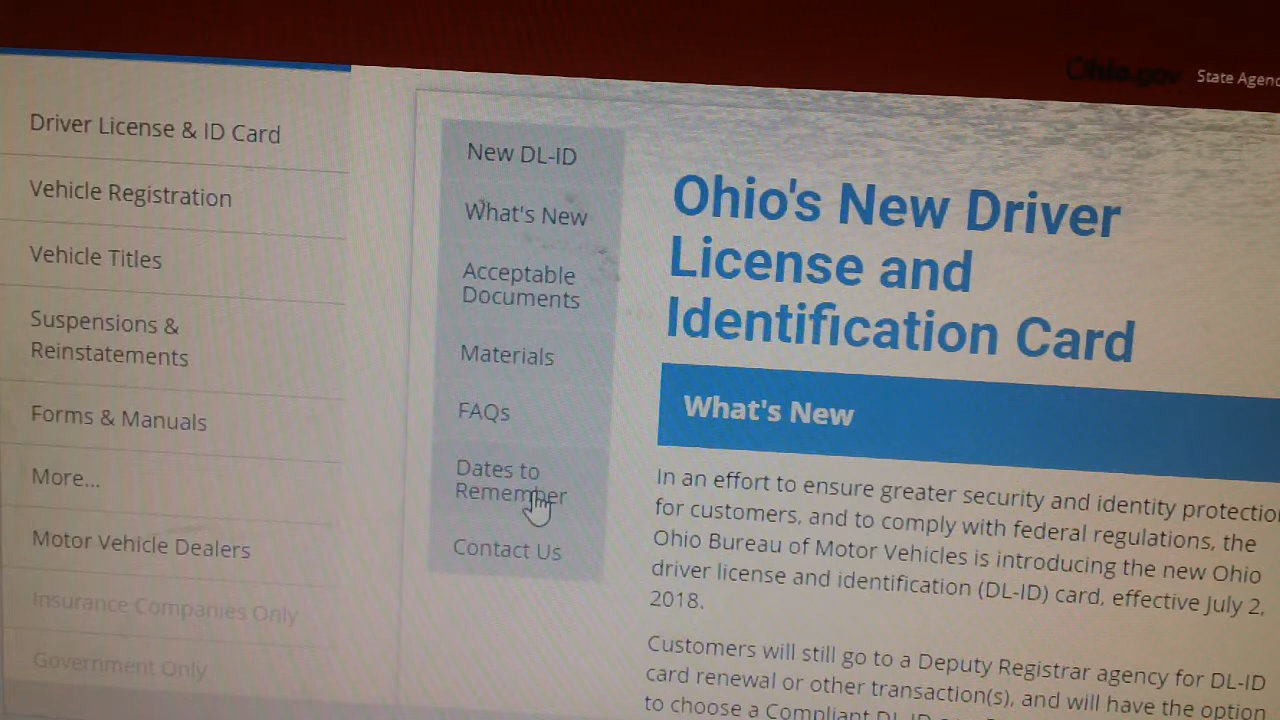 Ohio.gov State Agenc
Driver License & ID Card
Vehicle Registration
Vehicle Titles
Suspensions &
Reinstatements
Forms & Manuals
More...
Motor Vehicle Dealers
Insurance Companies Only
Government Only
New DL-ID
What's New
Acceptable
Documents
Materials
FAQs
Dates to
Remember
Contact Us
Ohio's New Driver
License and
Identification Card
What's New
In an effort to ensure greater security and identity protectio
for customers, and to comply with federal regulations, the
Ohio Bureau of Motor Vehicles is introducing the new Ohio
driver license and identification (DL-ID) card, effective July 2,
2018.
Customers will still go to a Deputy Registrar agency for DL-ID
card renewal or other transaction(s), and will have the option
to choose a Compliant DL-ID